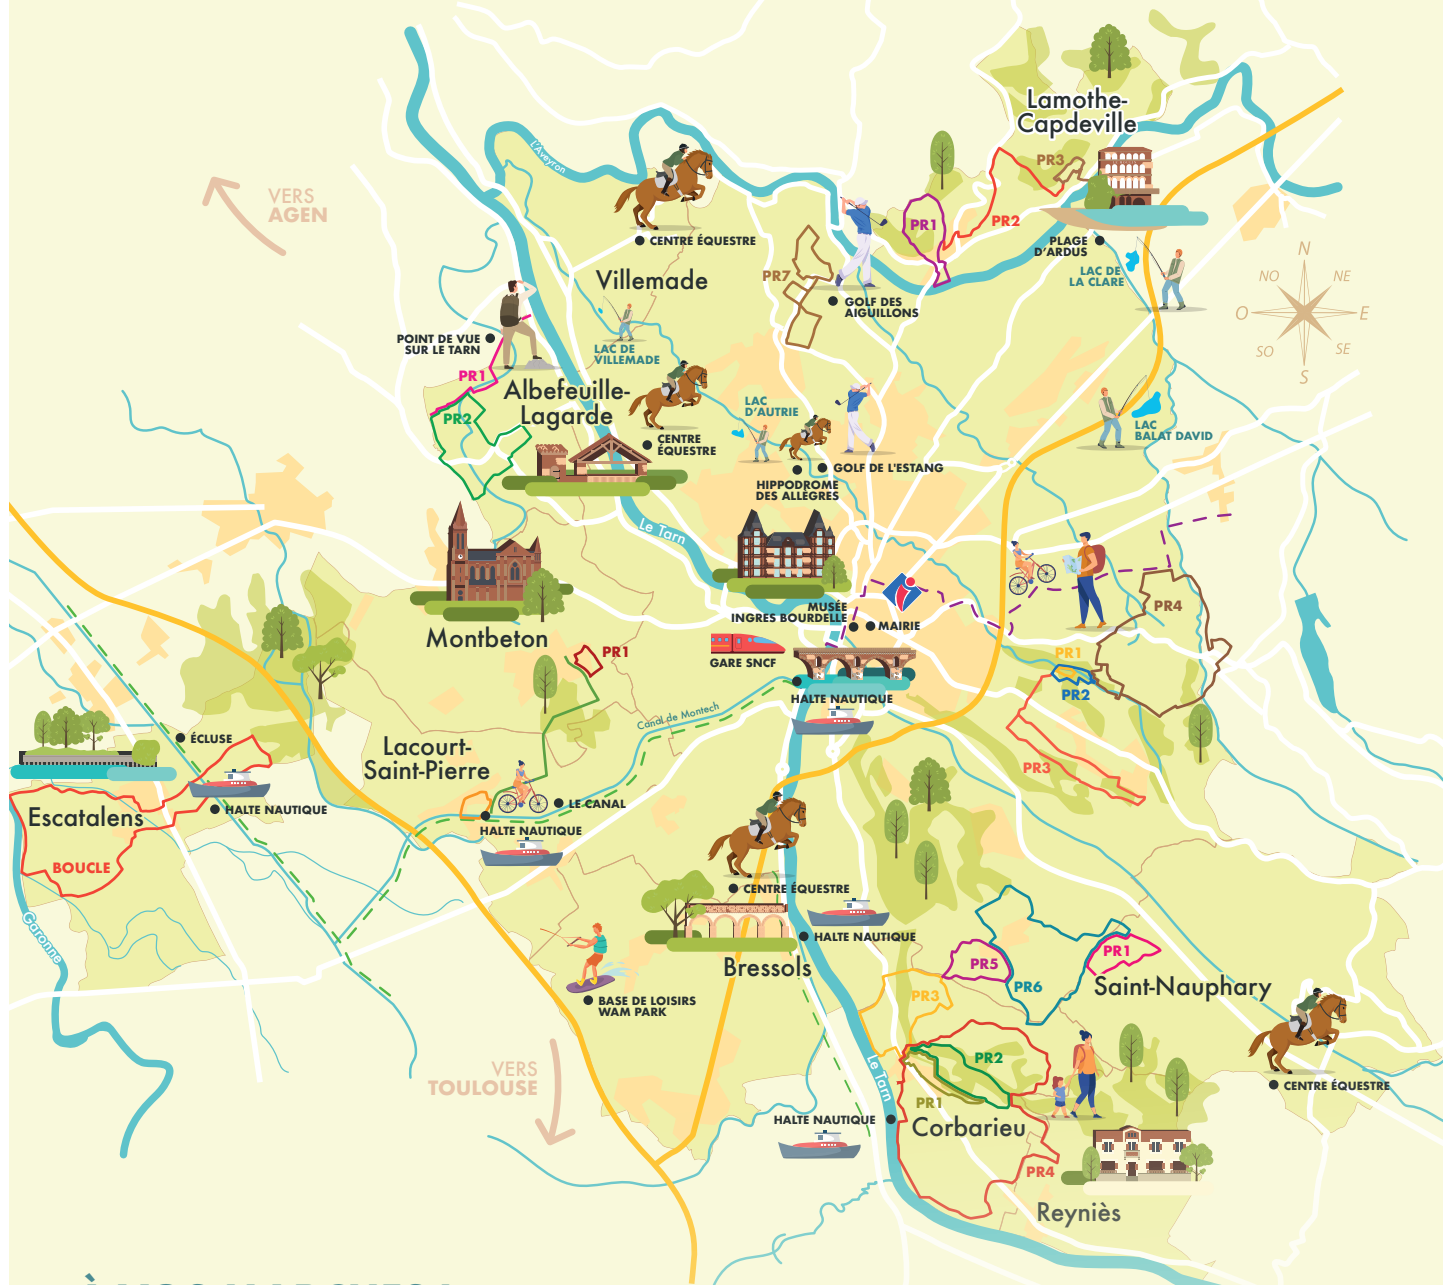 Lamothe-
Capdeville
L'Aveyron
PR3
VERS
AGEN
PR1
PR2
CENTRE ÉQUESTRE
PLAGE
D'ARDUS
N
NO
NE
O
E
SO
SE
S
LAC DE
LA CLARE
Villemade
PR7
GOLF DES
AIGUILLONS
POINT DE VUE
SUR LE TARN
LAC DE
VILLEMADE
PR1
Albefeuille-
Lagarde
PR2
LAC
D'AUTRIE
LAC
BALAT DAVID
CENTRE
ÉQUESTRE
GOLF DE L'ESTANG
HIPPODROME
DES ALLÈGRES
Le Tarn
MUSÉE
INGRES BOURDELLE
MAIRIE
PR4
Montbeton
PR1
GARE SNCF
PR1
PR2
HALTE NAUTIQUE
Canal de Montech
ÉCLUSE
Lacourt-
Saint-Pierre
PR3
LE CANAL
Escatalens
HALTE NAUTIQUE
HALTE NAUTIQUE
BOUCLE
CENTRE ÉQUESTRE
Garonne
HALTE NAUTIQUE
Bressols
PR5
PR1
PR6
Saint-Nauphary
PR3
BASE DE LOISIRS
WAM PARK
VERS
TOULOUSE
Le Tarn
PR2
CENTRE ÉQUESTRE
PR1
HALTE NAUTIQUE
Corbarieu
PR4
Reyniès